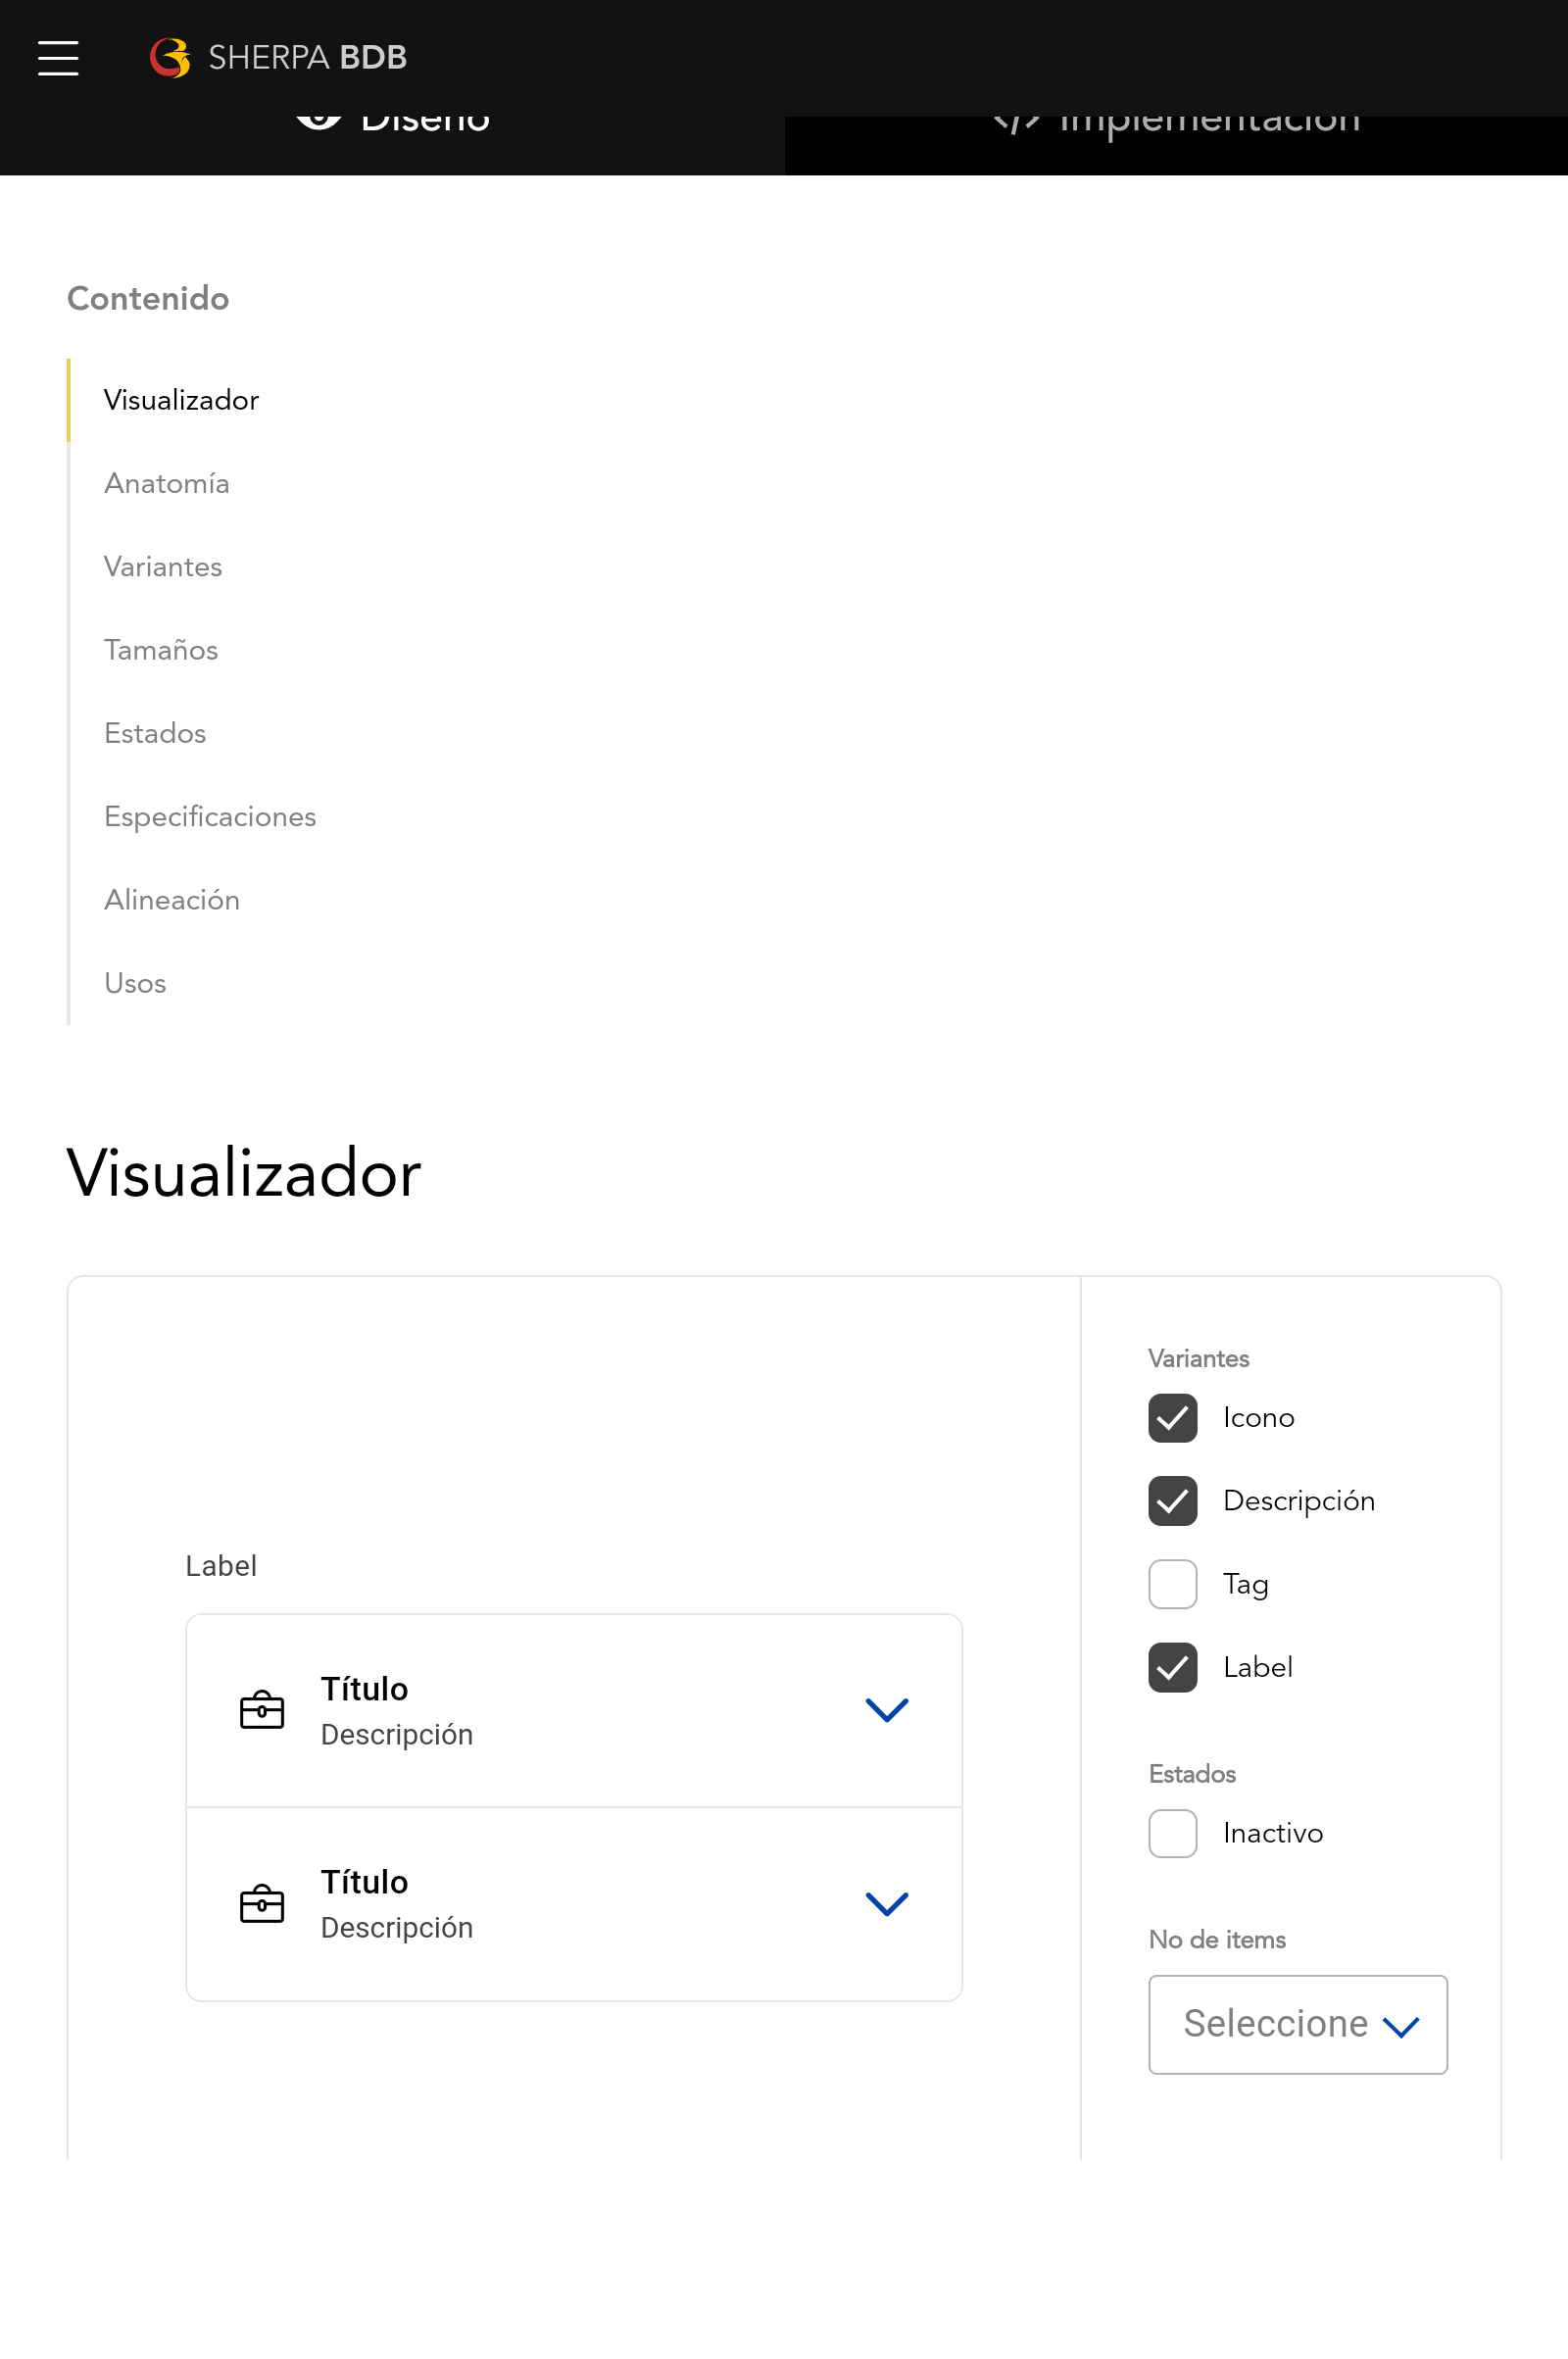 SHERPA BDB
Diseño
Implementación
Contenido
Visualizador
Anatomía
Variantes
Tamaños
Estados
Especificaciones
Alineación
Usos
Visualizador
Label
Título
Descripción
Título
Descripción
Variantes
Icono
Descripción
Tag
Label
Estados
Inactivo
No de items
Seleccione